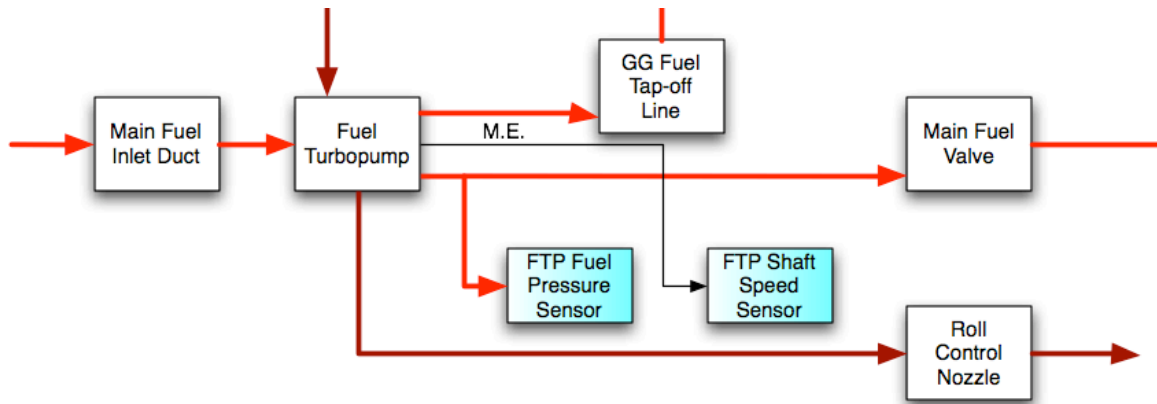 GG Fuel
Tap-off
Line
Main Fuel
Inlet Duct
Fuel
Turbopump
M.E.
Main Fuel
Valve
FTP Fuel
Pressure
Sensor
FTP Shaft
Speed
Sensor
Roll
Control
Nozzle